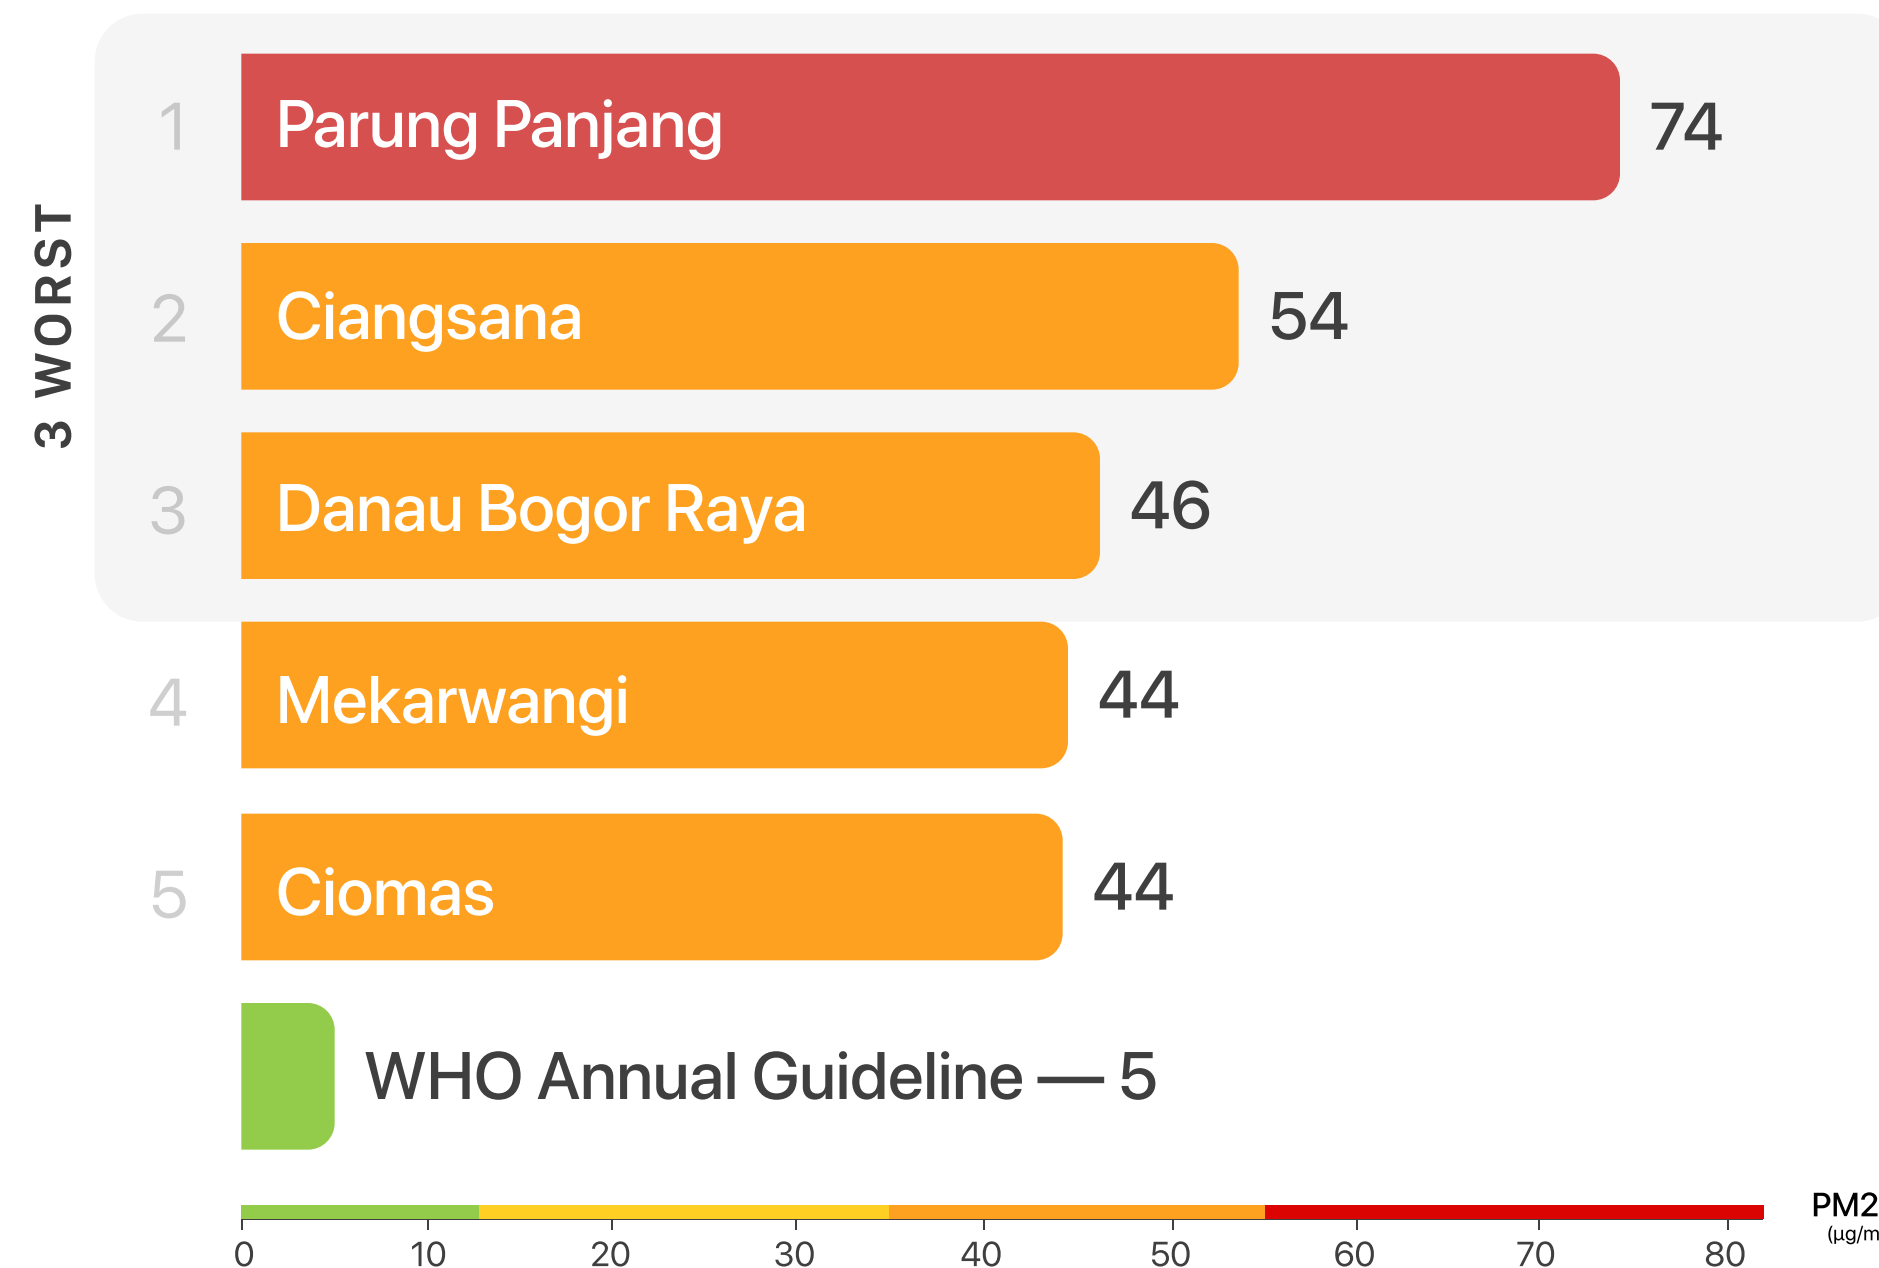 3 WORST
1 Parung Panjang 74
2 Ciangsana 54
3 Danau Bogor Raya 46
4 Mekarwangi 44
5 Ciomas 44
WHO Annual Guideline — 5
PM2
(µg/m
0 10 20 30 40 50 60 70 80